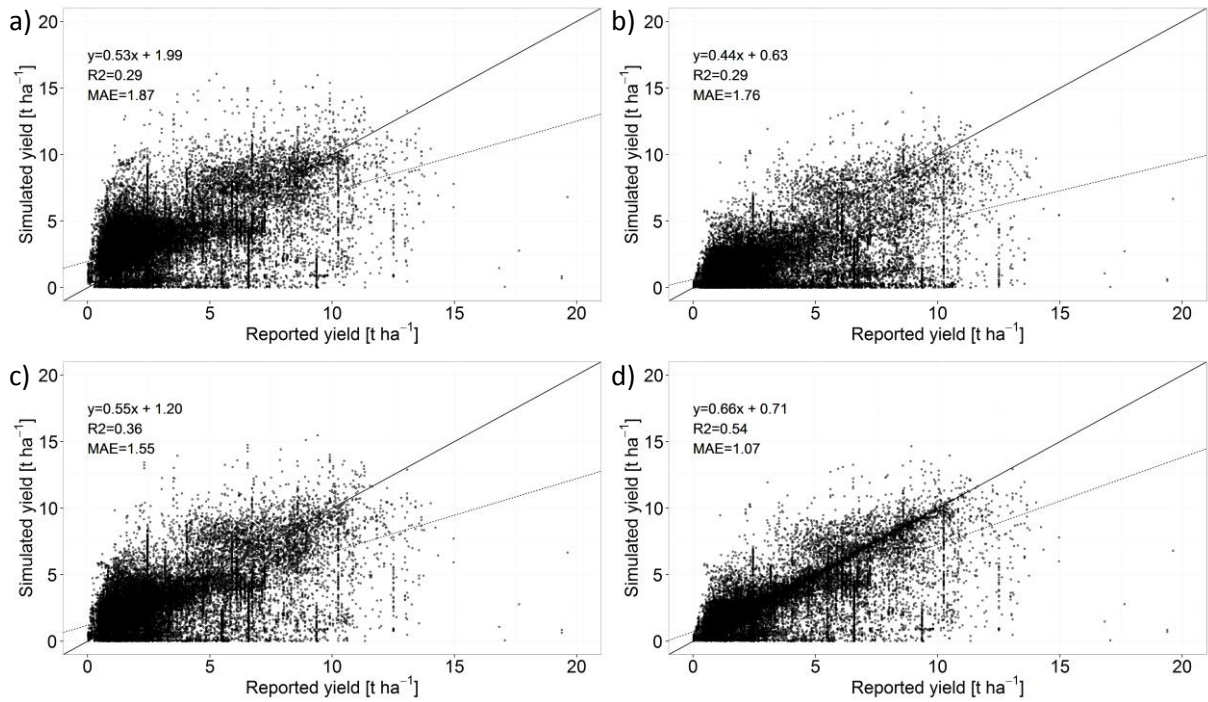 a)
y=0.53x + 1.99
R2=0.29
MAE=1.87
Simulated yield [t ha⁻¹]
20
15
10
5
0
0 5 10 15 20
Reported yield [t ha⁻¹]
b)
y=0.44x + 0.63
R2=0.29
MAE=1.76
Simulated yield [t ha⁻¹]
20
15
10
5
0
0 5 10 15 20
Reported yield [t ha⁻¹]
c)
y=0.55x + 1.20
R2=0.36
MAE=1.55
Simulated yield [t ha⁻¹]
20
15
10
5
0
0 5 10 15 20
Reported yield [t ha⁻¹]
d)
y=0.66x + 0.71
R2=0.54
MAE=1.07
Simulated yield [t ha⁻¹]
20
15
10
5
0
0 5 10 15 20
Reported yield [t ha⁻¹]